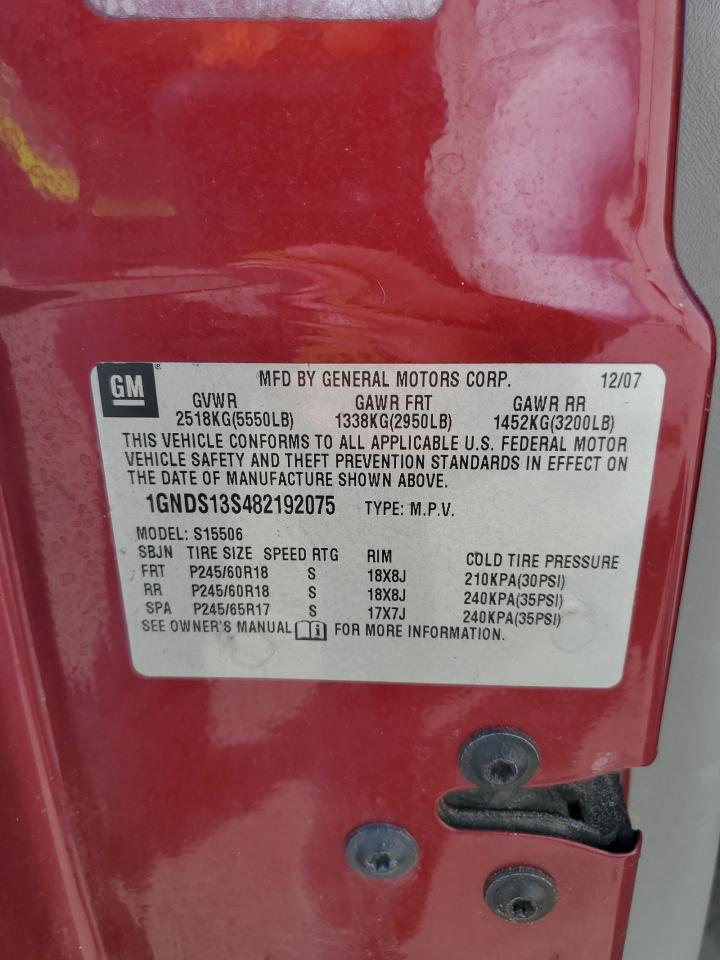 GM
MFD BY GENERAL MOTORS CORP. 12/07
GVWR GAWR FRT GAWR RR
2518KG(5550LB) 1338KG(2950LB) 1452KG(3200LB)
THIS VEHICLE CONFORMS TO ALL APPLICABLE U.S. FEDERAL MOTOR
VEHICLE SAFETY AND THEFT PREVENTION STANDARDS IN EFFECT ON
THE DATE OF MANUFACTURE SHOWN ABOVE.
1GNDS13S482192075 TYPE: M.P.V.
MODEL: S15506
SBJN TIRE SIZE SPEED RTG RIM COLD TIRE PRESSURE
FRT P245/60R18 S 18X8J 210KPA(30PSI)
RR P245/60R18 S 18X8J 240KPA(35PSI)
SPA P245/65R17 S 17X7J 240KPA(35PSI)
SEE OWNER'S MANUAL i FOR MORE INFORMATION.